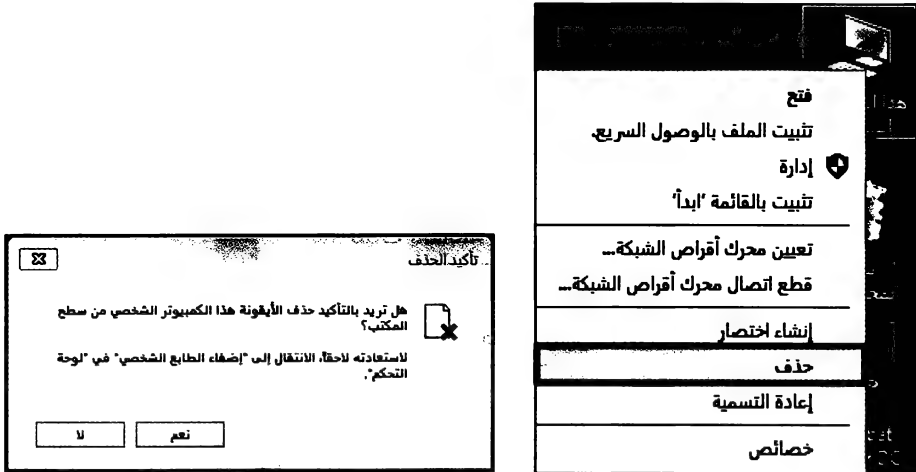 فتح
تثبيت الملف بالوصول السريع.
إدارة
تثبيت بالقائمة 'ابدأ'
تعيين محرك أقراص الشبكة...
قطع اتصال محرك أقراص الشبكة...
إنشاء اختصار
حذف
إعادة التسمية
خصائص
تأكيد الحذف
هل تريد بالتأكيد حذف الأيقونة هذا الكمبيوتر الشخصي من سطح
المكتب؟
لاستعادته لاحقاً، الانتقال إلى "إضفاء الطابع الشخصي" في "لوحة
التحكم".
نعم
لا